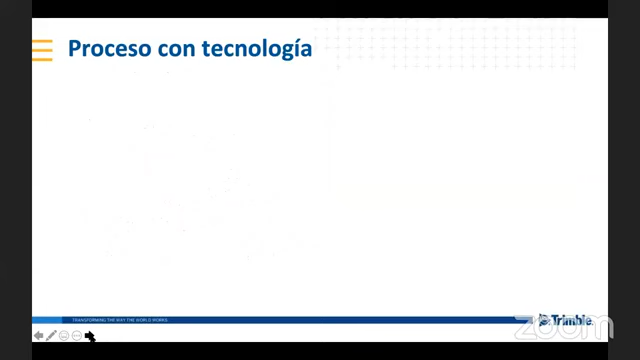 Proceso con tecnología
TRANSFORMING THE WAY THE WORLD WORKS
Trimble
zoom